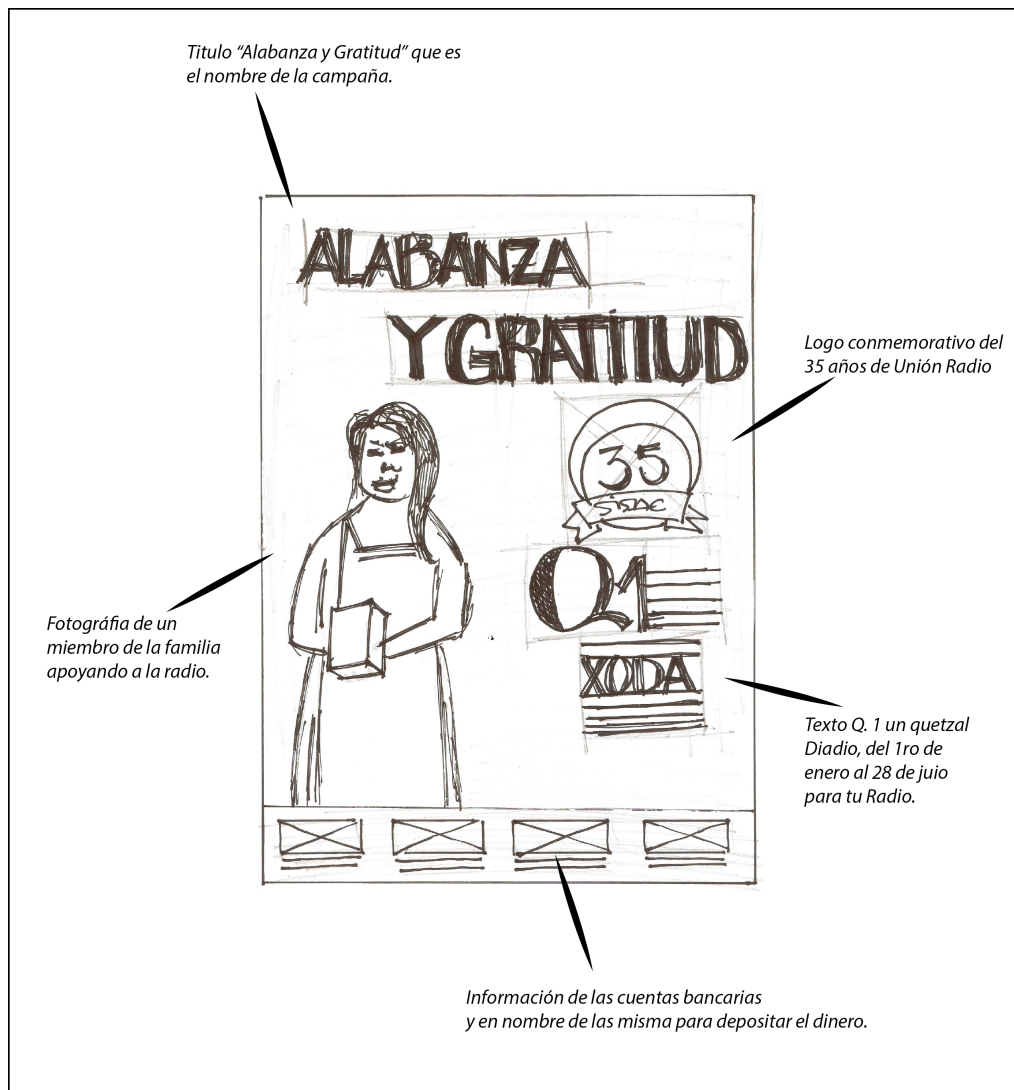 Titulo “Alabanza y Gratitud” que es
el nombre de la campaña.
ALABANZA
Y GRATITUD
Logo conmemorativo del
35 años de Unión Radio
35
Q1
XODA
Fotográfia de un
miembro de la familia
apoyando a la radio.
Texto Q. 1 un quetzal
Diadio, del 1ro de
enero al 28 de juio
para tu Radio.
Información de las cuentas bancarias
y en nombre de las misma para depositar el dinero.